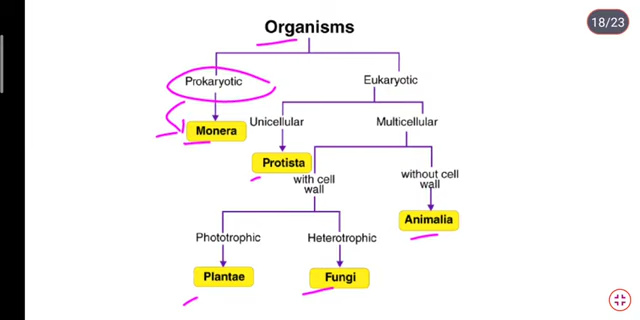 18/23
Organisms
Prokaryotic
Eukaryotic
Monera
Unicellular
Multicellular
Protista
with cell
wall
without cell
wall
Animalia
Phototrophic
Heterotrophic
Plantae
Fungi